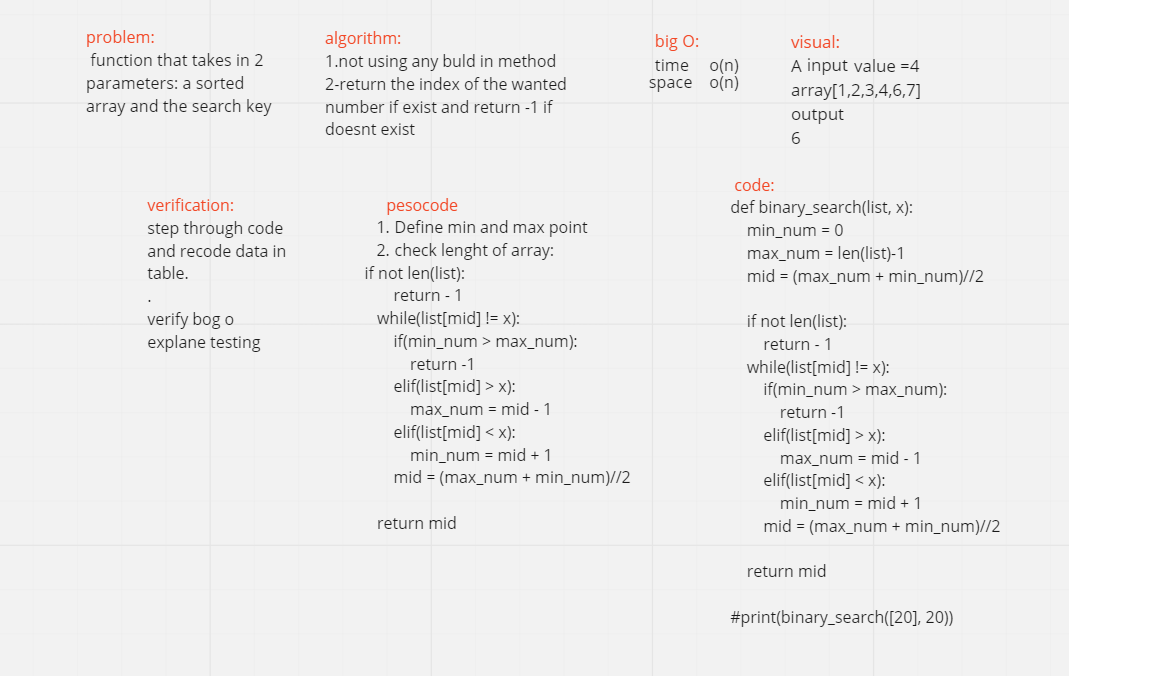 problem:
function that takes in 2
parameters: a sorted
array and the search key
algorithm:
1.not using any buld in method
2-return the index of the wanted
number if exist and return -1 if
doesnt exist
big O:
time o(n)
space o(n)
visual:
A input value =4
array[1,2,3,4,6,7]
output
6
verification:
step through code
and recode data in
table.
.
verify bog o
explane testing
pesocode
1. Define min and max point
2. check lenght of array:
if not len(list):
return - 1
while(list[mid] != x):
if(min_num > max_num):
return -1
elif(list[mid] > x):
max_num = mid - 1
elif(list[mid] < x):
min_num = mid + 1
mid = (max_num + min_num)//2
return mid
code:
def binary_search(list, x):
min_num = 0
max_num = len(list)-1
mid = (max_num + min_num)//2
if not len(list):
return - 1
while(list[mid] != x):
if(min_num > max_num):
return -1
elif(list[mid] > x):
max_num = mid - 1
elif(list[mid] < x):
min_num = mid + 1
mid = (max_num + min_num)//2
return mid
#print(binary_search([20], 20))